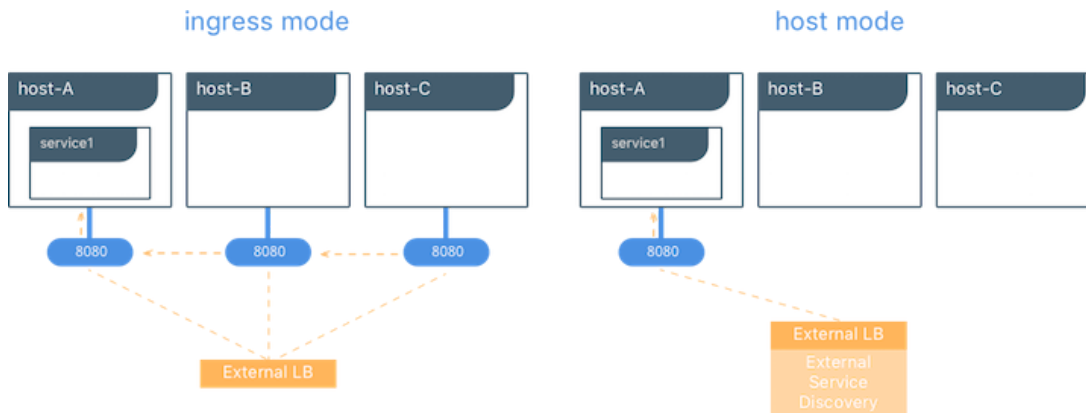 ingress mode
host-A
host-B
host-C
service1
8080
8080
8080
External LB
host mode
host-A
host-B
host-C
service1
8080
External LB
External
Service
Discovery